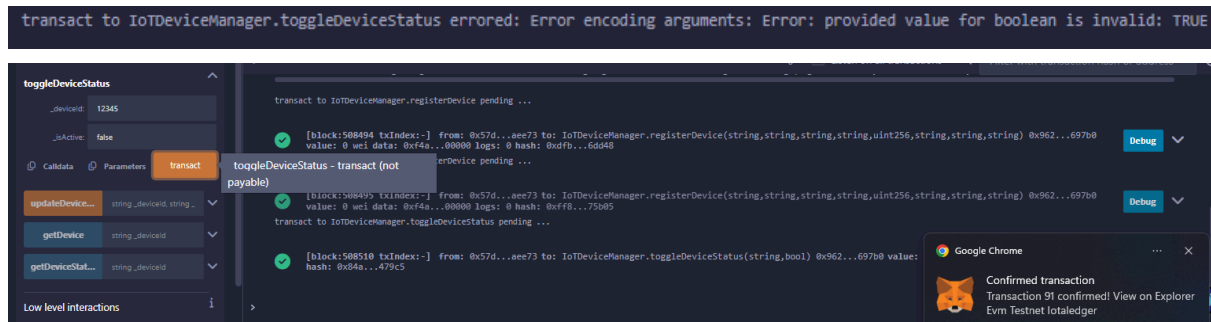 transact to IoTDeviceManager.toggleDeviceStatus errored: Error encoding arguments: Error: provided value for boolean is invalid: TRUE
toggleDeviceStatus
_deviceId: 12345
_isActive: false
Calldata Parameters transact
toggleDeviceStatus - transact (not payable)
updateDevice... string _deviceId, string _
getDevice string _deviceId
getDeviceStat... string _deviceId
Low level interactions i
transact to IoTDeviceManager.registerDevice pending ...
[block:508494 txIndex:-] from: 0x57d...aee73 to: IoTDeviceManager.registerDevice(string,string,string,string,uint256,string,string,string) 0x962...697b0
value: 0 wei data: 0xf4a...00000 logs: 0 hash: 0xdfb...6dd48
Debug
terDevice pending ...
[block:508495 txIndex:-] from: 0x57d...aee73 to: IoTDeviceManager.registerDevice(string,string,string,string,uint256,string,string,string) 0x962...697b0
value: 0 wei data: 0xf4a...00000 logs: 0 hash: 0xff8...75b05
Debug
transact to IoTDeviceManager.toggleDeviceStatus pending ...
[block:508510 txIndex:-] from: 0x57d...aee73 to: IoTDeviceManager.toggleDeviceStatus(string,bool) 0x962...697b0 value:
hash: 0x84a...479c5
>
Google Chrome
Confirmed transaction
Transaction 91 confirmed! View on Explorer
Evm Testnet Iotaledger